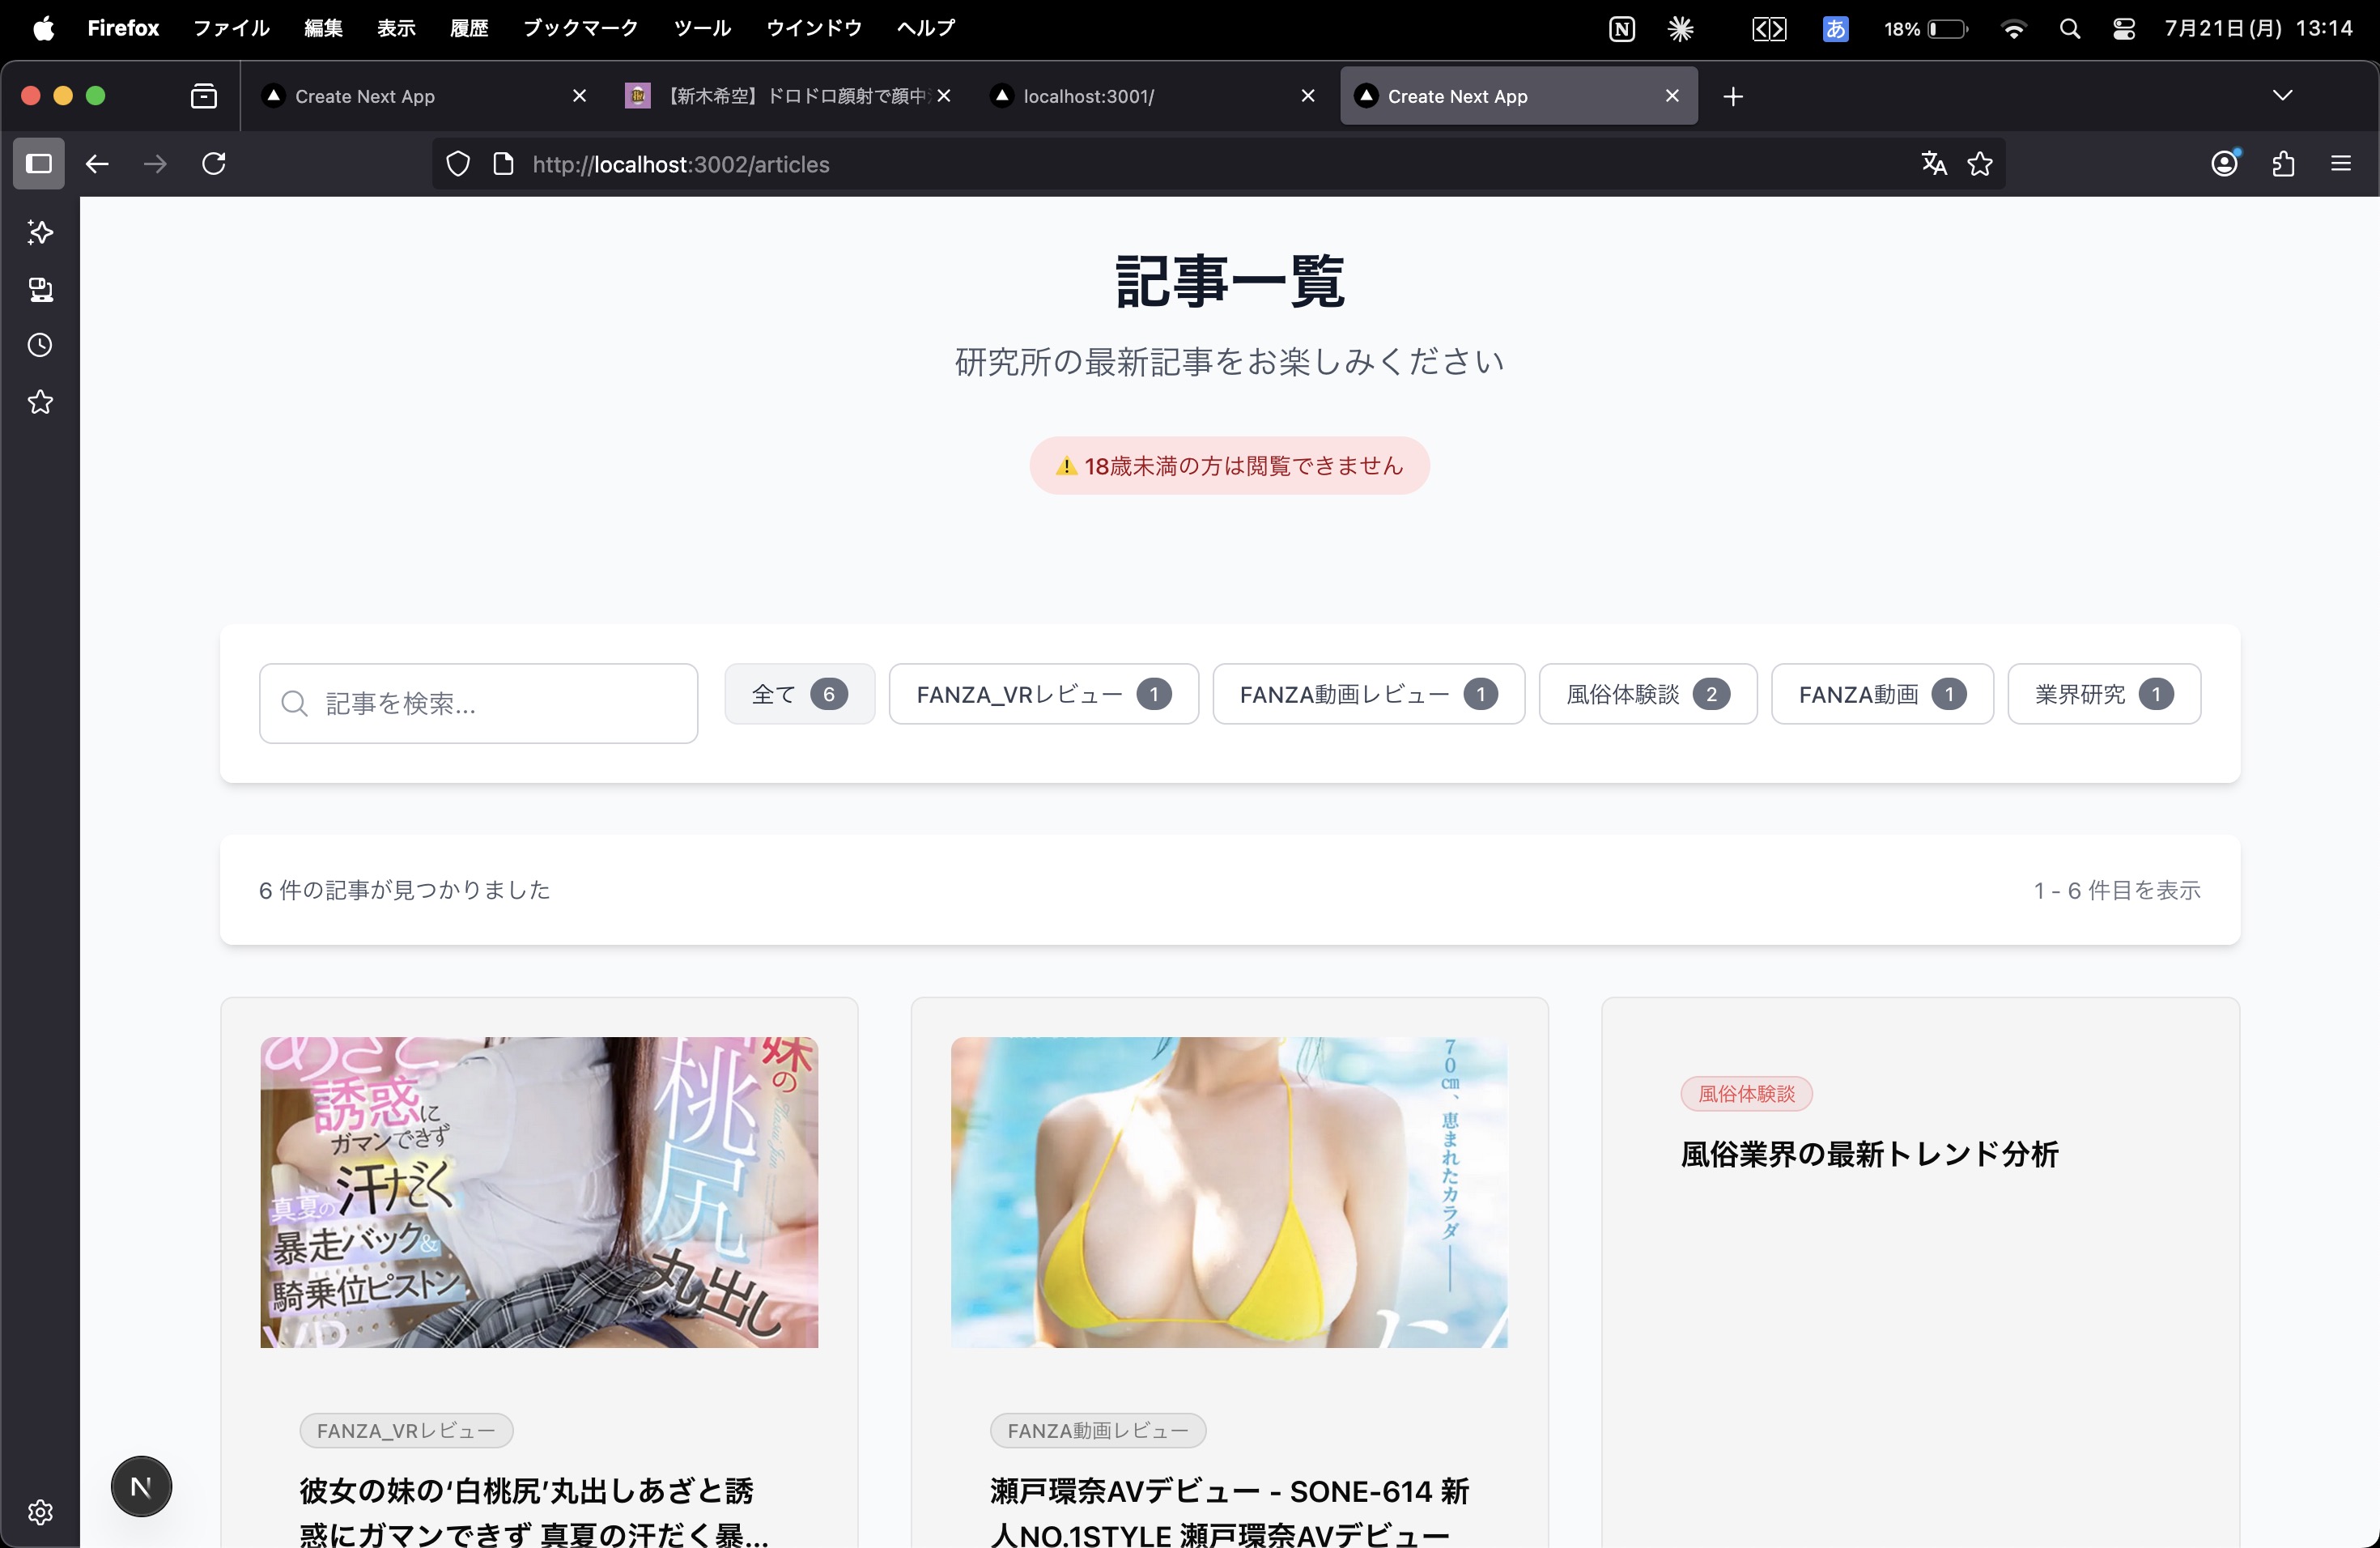 Firefox ファイル 編集 表示 履歴 ブックマーク ツール ウインドウ ヘルプ
あ 18% 7月21日(月) 13:14
Create Next App
【新木希空】ドロドロ顔射で顔中
localhost:3001/
Create Next App
http://localhost:3002/articles
記事一覧
研究所の最新記事をお楽しみください
⚠️ 18歳未満の方は閲覧できません
記事を検索...
全て 6
FANZA_VRレビュー 1
FANZA動画レビュー 1
風俗体験談 2
FANZA動画 1
業界研究 1
6 件の記事が見つかりました
1 - 6 件目を表示
あざと
誘惑に
ガマンできず
汗だく
真夏の
暴走バック&
騎乗位ピストン
VR
妹の
桃尻
丸出し
FANZA_VRレビュー
彼女の妹の‘白桃尻’丸出しあざと誘
惑にガマンできず 真夏の汗だく暴...
70cm、恵まれたカラダ――
FANZA動画レビュー
瀬戸環奈AVデビュー - SONE-614 新
人NO.1STYLE 瀬戸環奈AVデビュー
風俗体験談
風俗業界の最新トレンド分析
N